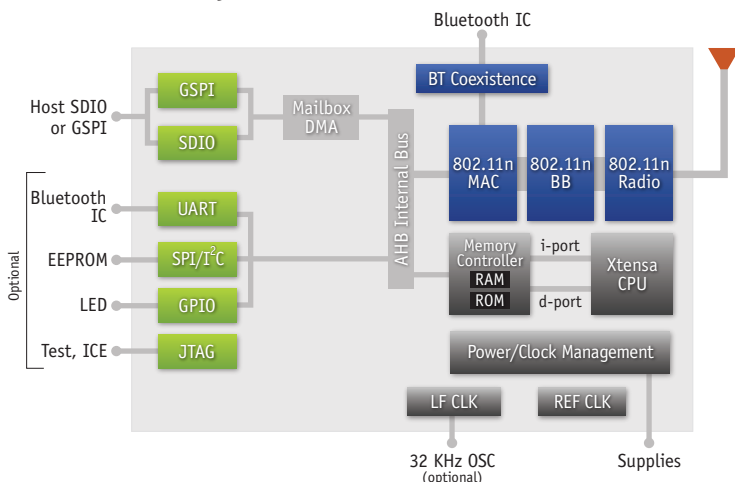 Bluetooth IC
BT Coexistence
Host SDIO
or GSPI
GSPI
SDIO
Mailbox
DMA
AHB Internal Bus
802.11n
MAC
802.11n
BB
802.11n
Radio
Optional
Bluetooth
IC
UART
EEPROM
SPI/I²C
LED
GPIO
Test, ICE
JTAG
Memory
Controller
RAM
ROM
i-port
d-port
Xtensa
CPU
Power/Clock Management
LF CLK
REF CLK
32 KHz OSC
(optional)
Supplies